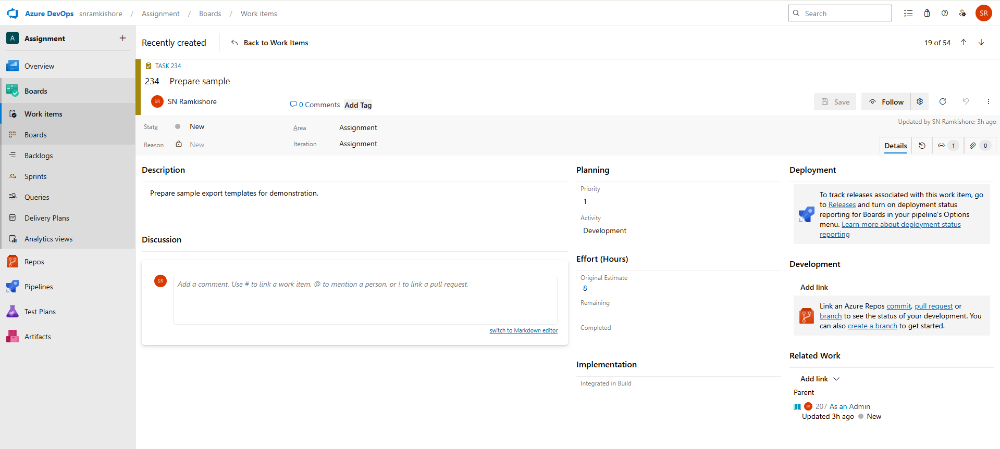 Azure DevOps snramkishore / Assignment / Boards / Work items
Search
SR
A Assignment
Overview
Boards
Work items
Boards
Backlogs
Sprints
Queries
Delivery Plans
Analytics views
Repos
Pipelines
Test Plans
Artifacts
Recently created
Back to Work Items
19 of 54
TASK 234
234 Prepare sample
SR SN Ramkishore
0 Comments
Add Tag
Save
Follow
State New
Area Assignment
Updated by SN Ramkishore: 3h ago
Reason New
Iteration Assignment
Details
1
0
Description
Prepare sample export templates for demonstration.
Discussion
SR
Add a comment. Use # to link a work item, @ to mention a person, or ! to link a pull request.
switch to Markdown editor
Planning
Priority
1
Activity
Development
Effort (Hours)
Original Estimate
8
Remaining
Completed
Implementation
Integrated in Build
Deployment
To track releases associated with this work item, go
to Releases and turn on deployment status
reporting for Boards in your pipeline's Options
menu. Learn more about deployment status
reporting
Development
Add link
Link an Azure Repos commit, pull request or
branch to see the status of your development. You
can also create a branch to get started.
Related Work
Add link
Parent
SR 207 As an Admin
Updated 3h ago New